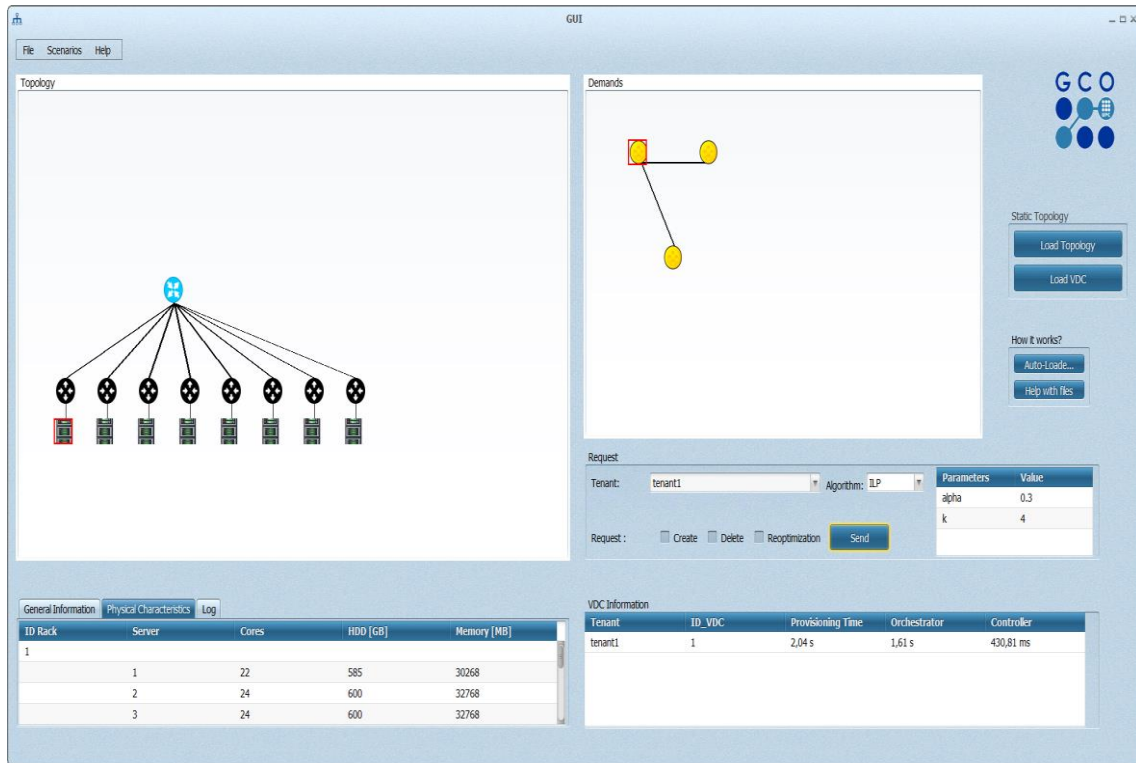 GUI
File Scenarios Help
Topology
Demands
GCO
Static Topology
Load Topology
Load VDC
How it works?
Auto-Loade...
Help with files
Request
Tenant: tenant1 Algorithm: ILP
Request : Create Delete Reoptimization Send
Parameters Value
alpha 0.3
k 4
General Information Physical Characteristics Log
ID Rack Server Cores HDD [GB] Memory [MB]
1
1 22 585 30268
2 24 600 32768
3 24 600 32768
VDC Information
Tenant ID_VDC Provisioning Time Orchestrator Controller
tenant1 1 2,04 s 1,61 s 430,81 ms